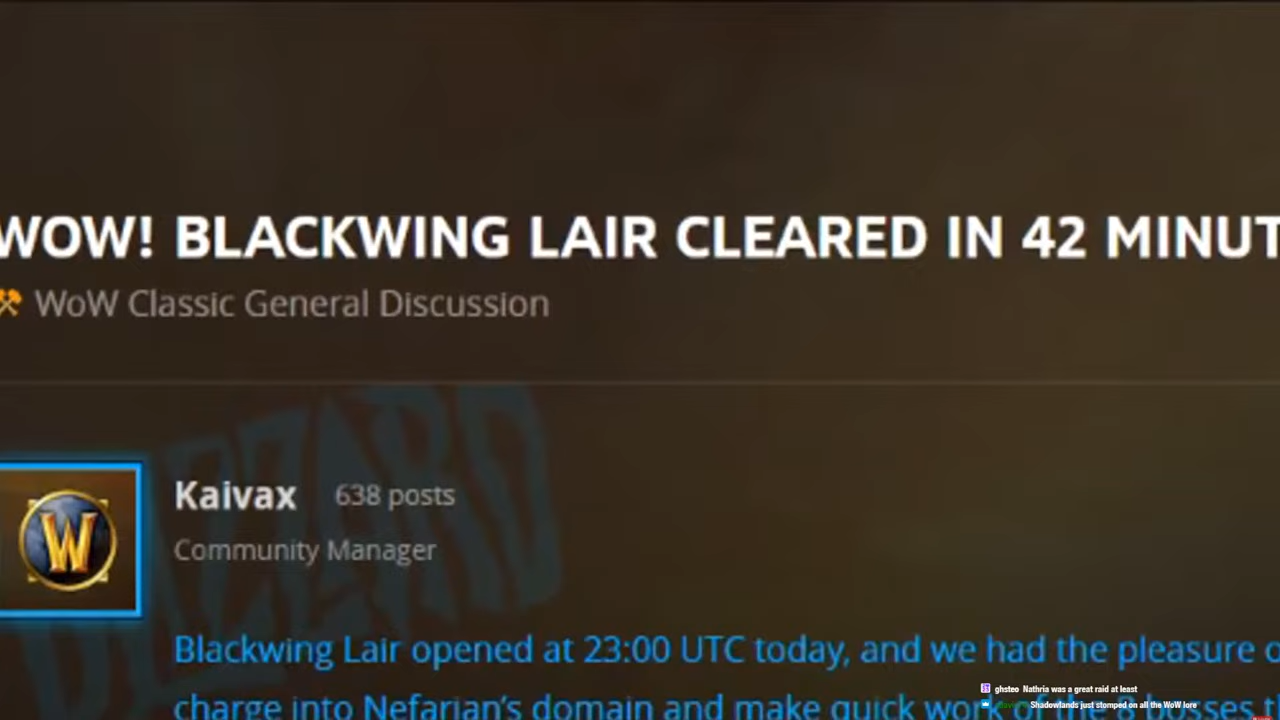 WOW! BLACKWING LAIR CLEARED IN 42 MINUT
WoW Classic General Discussion
BLIZZARD
W
Kaivax 638 posts
Community Manager
Blackwing Lair opened at 23:00 UTC today, and we had the pleasure o
charge into Nefarian's domain and make quick work
ghsteo Nathria was a great raid at least
Shadowlands just stomped on all the WoW lore